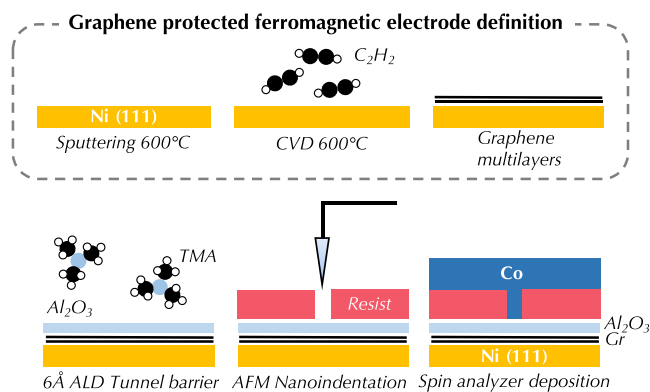 Graphene protected ferromagnetic electrode definition
C₂H₂
Ni (111)
Sputtering 600°C
CVD 600°C
Graphene
multilayers
TMA
Al₂O₃
6Å ALD Tunnel barrier
Resist
AFM Nanoindentation
Co
Al₂O₃
Gr
Ni (111)
Spin analyzer deposition